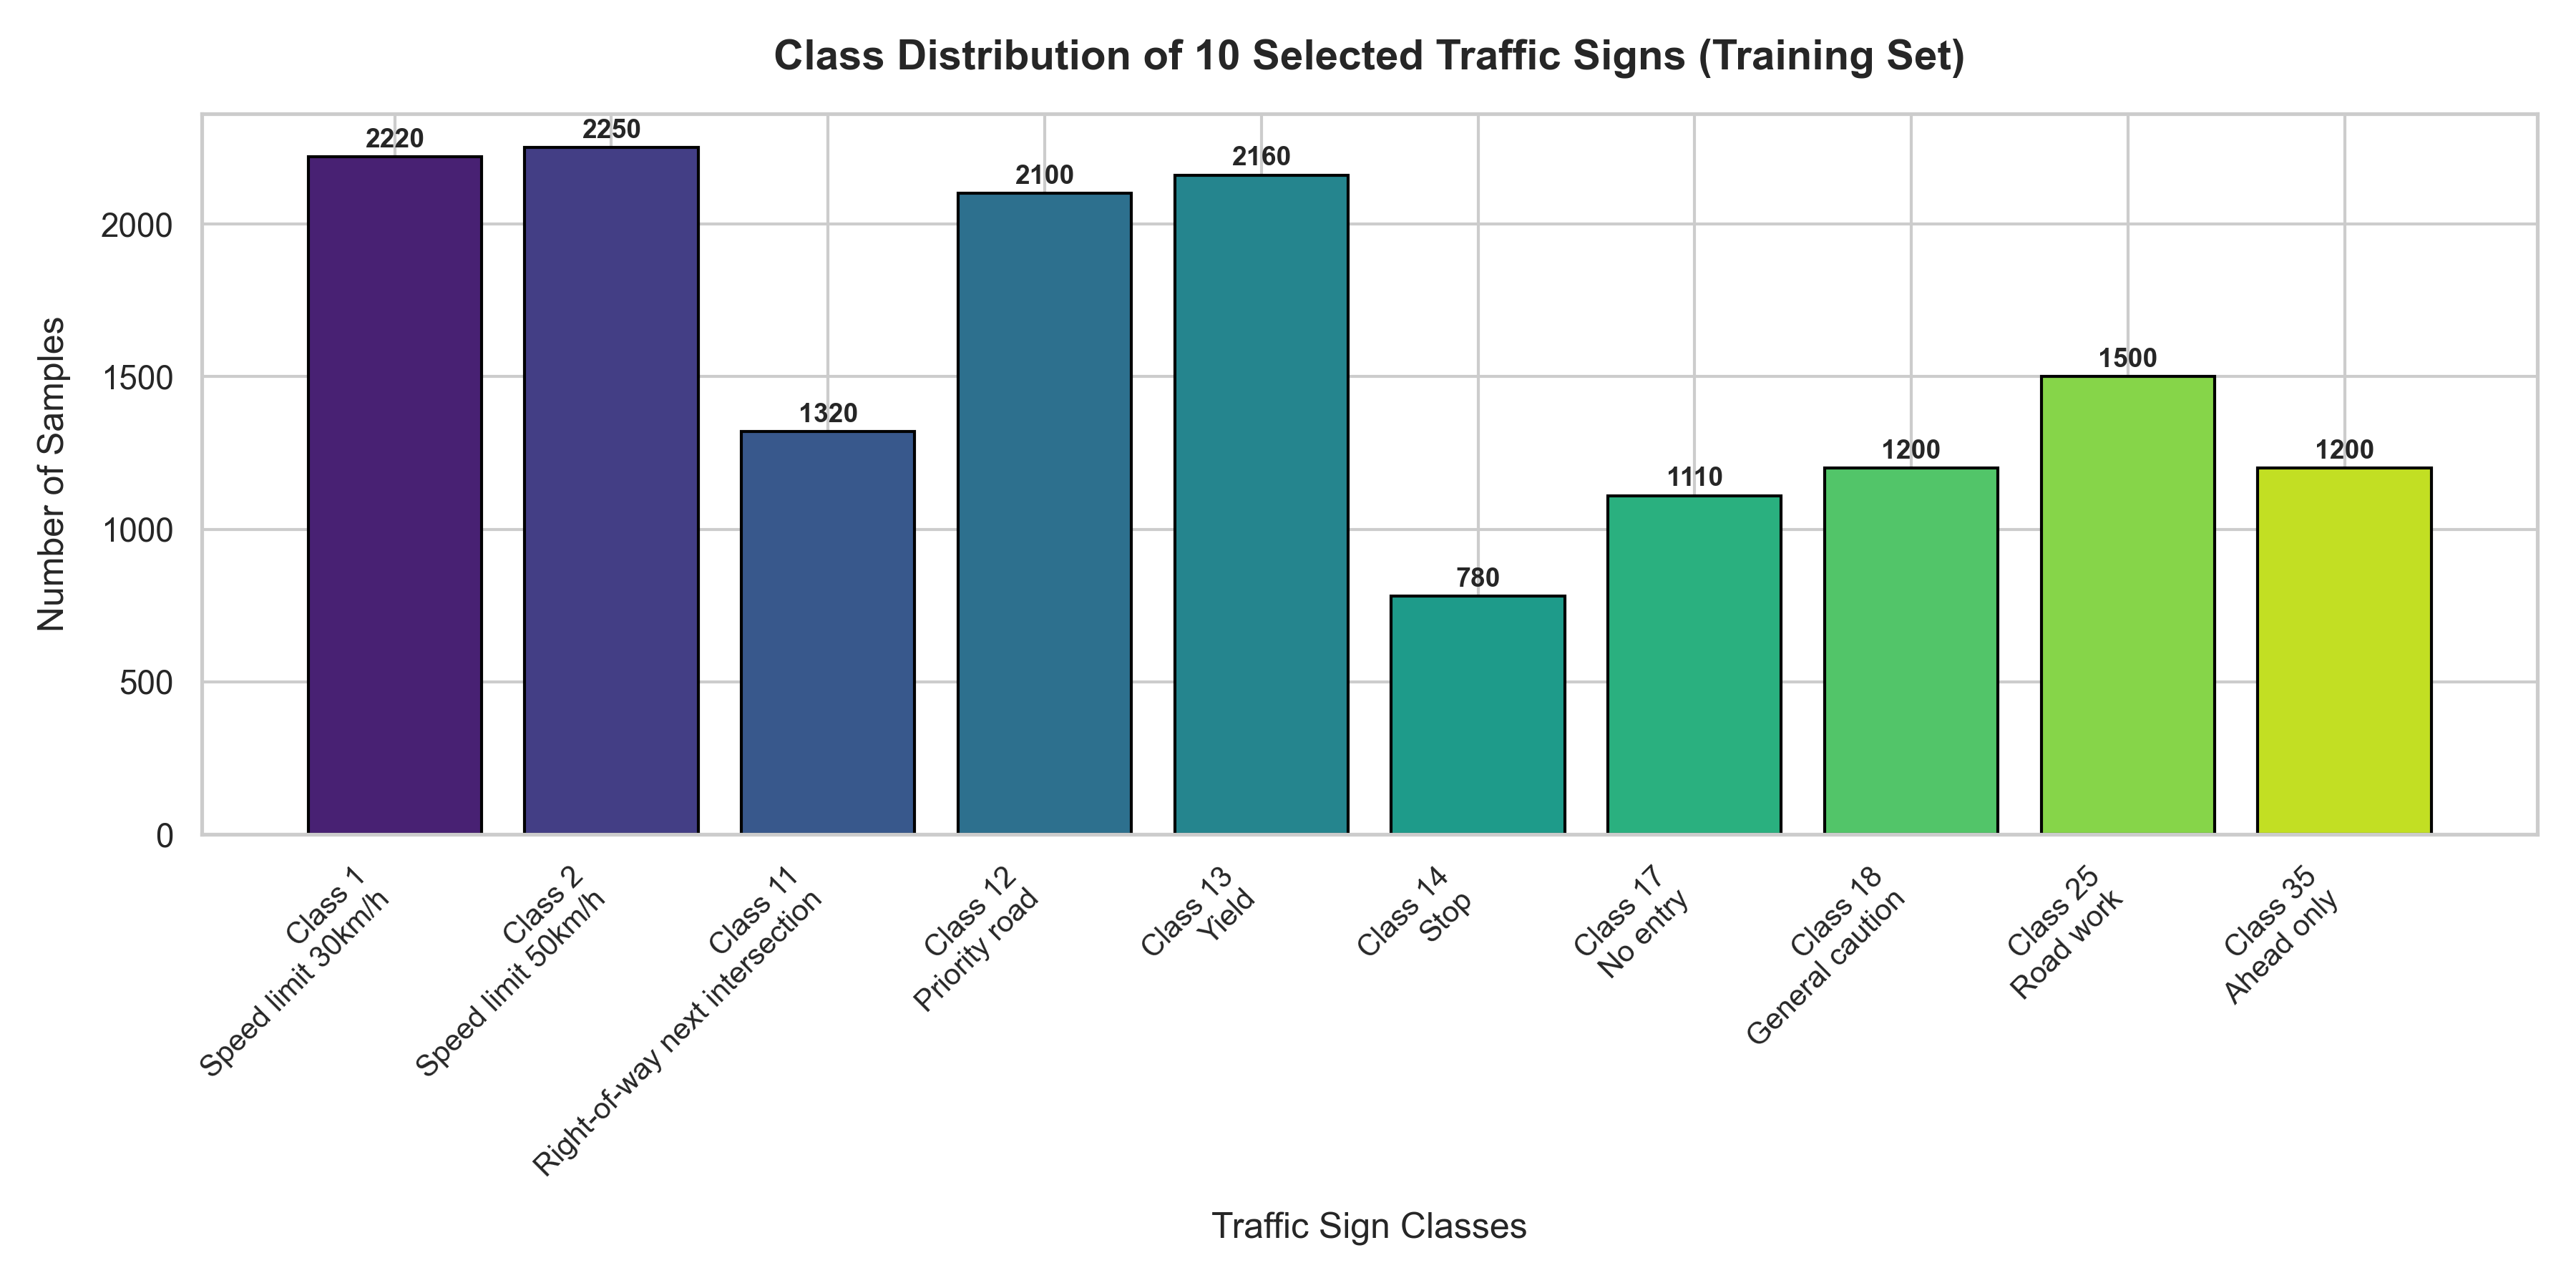 Class Distribution of 10 Selected Traffic Signs (Training Set)
Number of Samples
2000
1500
1000
500
0
2220
2250
1320
2100
2160
780
1110
1200
1500
1200
Class 1
Speed limit 30km/h
Class 2
Speed limit 50km/h
Class 11
Right-of-way next intersection
Class 12
Priority road
Class 13
Yield
Class 14
Stop
Class 17
No entry
Class 18
General caution
Class 25
Road work
Class 35
Ahead only
Traffic Sign Classes